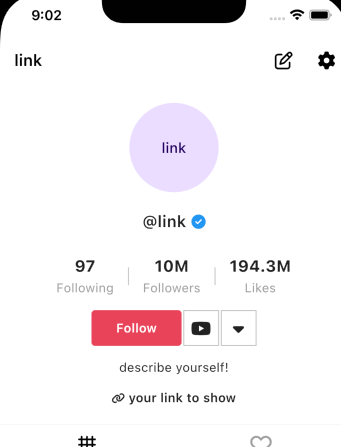 9:02
link
link
@link
97 10M 194.3M
Following Followers Likes
Follow
describe yourself!
your link to show